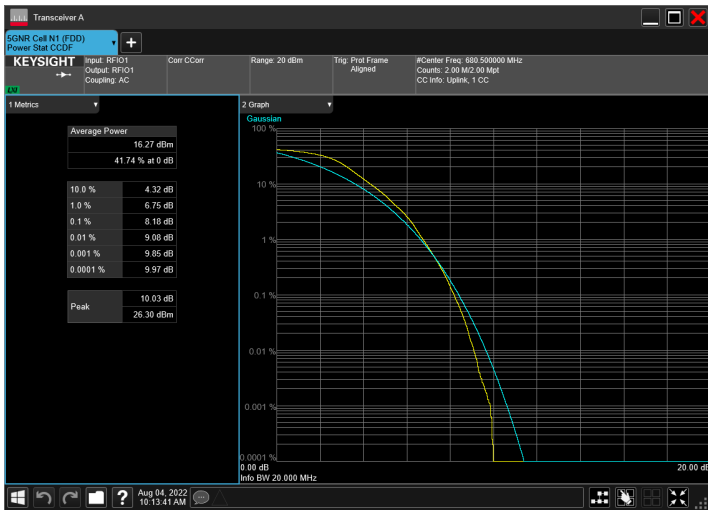 Transceiver A
5GNR Cell N1 (FDD)
Power Stat CCDF
+
KEYSIGHT
LXI
Input: RFIO1
Output: RFIO1
Coupling: AC
Corr CCorr
Range: 20 dBm
Trig: Prot Frame
Aligned
#Center Freq: 680.500000 MHz
Counts: 2.00 M/2.00 Mpt
CC Info: Uplink, 1 CC
1 Metrics
Average Power
16.27 dBm
41.74 % at 0 dB
10.0 % 4.32 dB
1.0 % 6.75 dB
0.1 % 8.18 dB
0.01 % 9.08 dB
0.001 % 9.85 dB
0.0001 % 9.97 dB
Peak
10.03 dB
26.30 dBm
2 Graph
Gaussian
100 %
10 %
1 %
0.1 %
0.01 %
0.001 %
0.0001 %
0.00 dB
20.00 dB
Info BW 20.000 MHz
?
Aug 04, 2022
10:13:41 AM